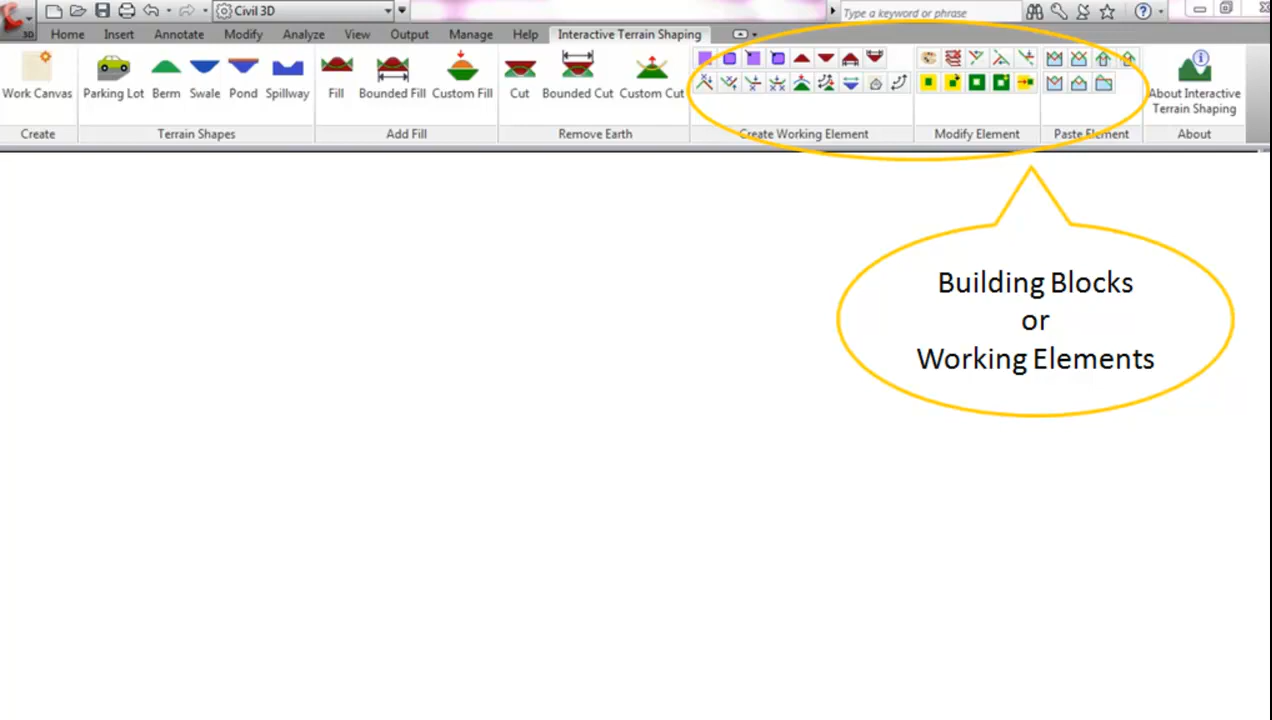 3D
Civil 3D
Type a keyword or phrase
Home Insert Annotate Modify Analyze View Output Manage Help Interactive Terrain Shaping
Work Canvas Parking Lot Berm Swale Pond Spillway Fill Bounded Fill Custom Fill Cut Bounded Cut Custom Cut About Interactive
Terrain Shaping
Create Terrain Shapes Add Fill Remove Earth Create Working Element Modify Element Paste Element About
Building Blocks
or
Working Elements